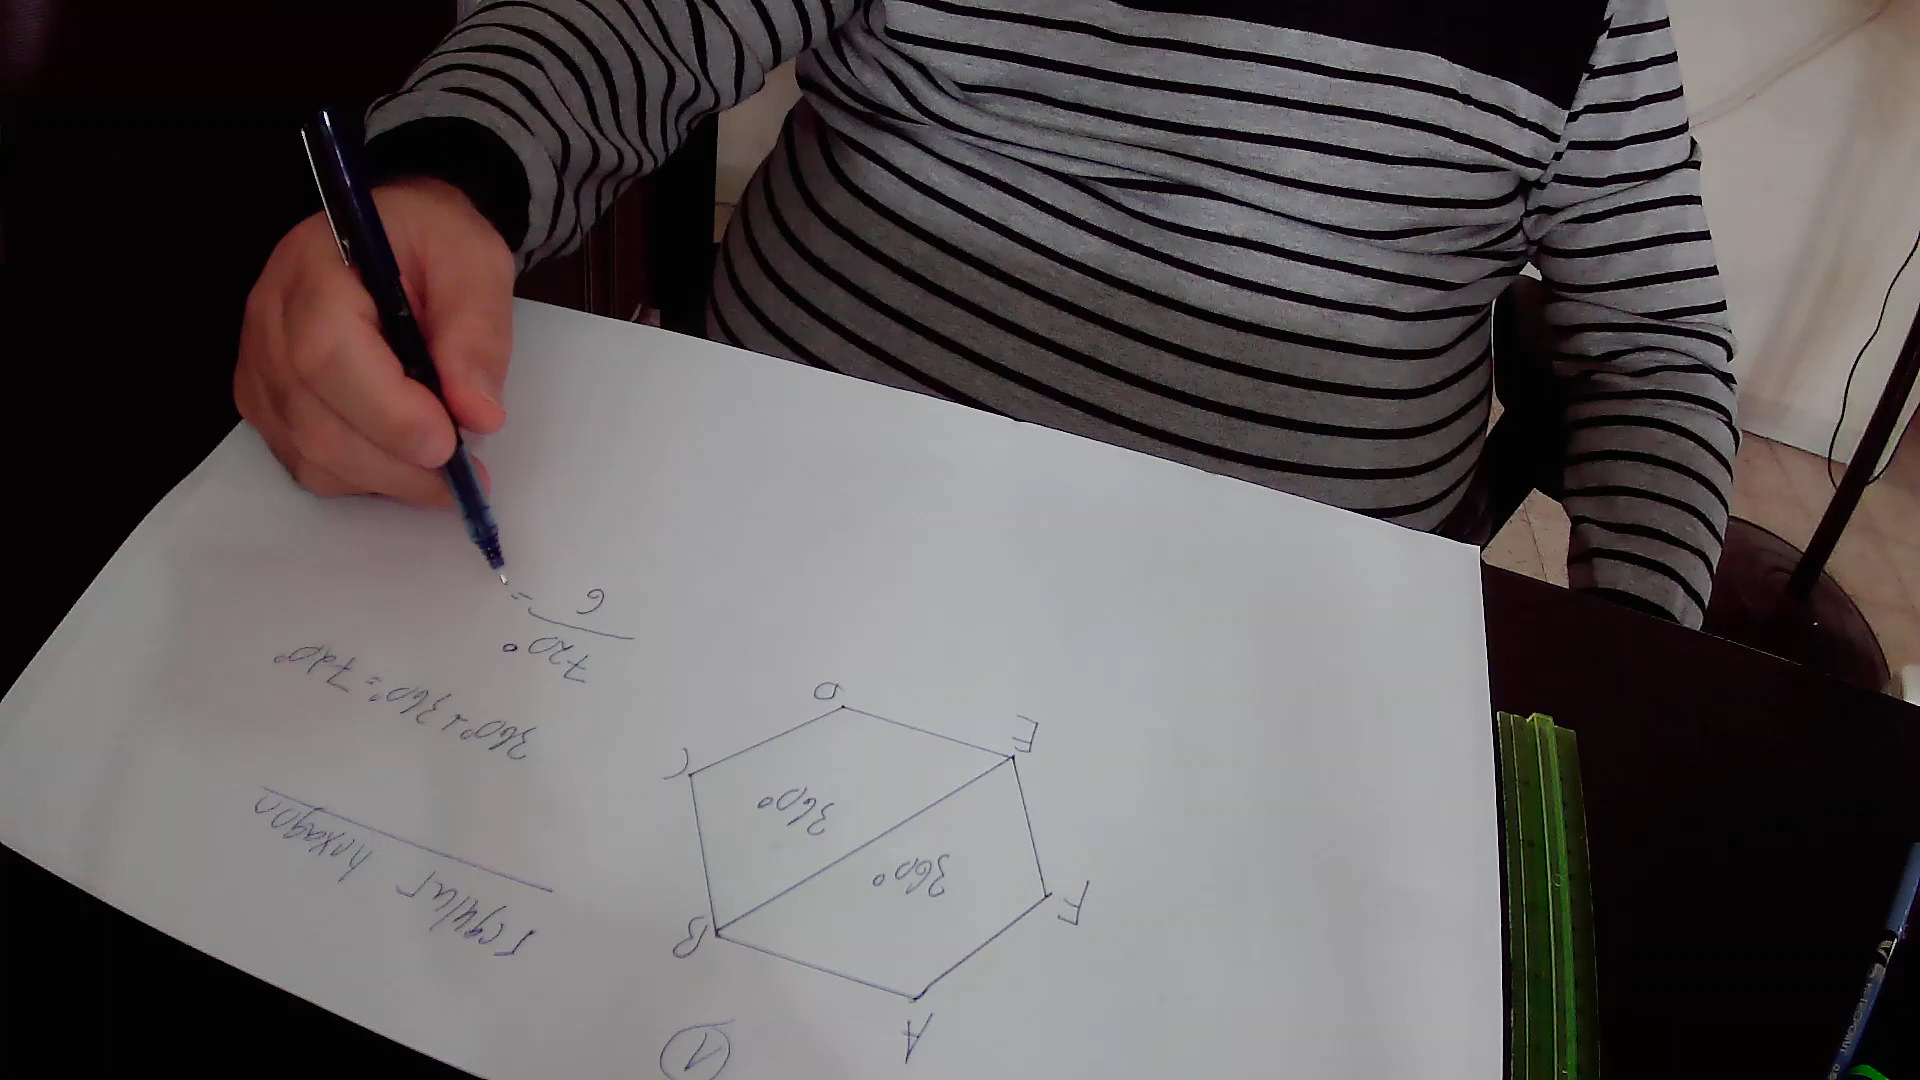 1
A
B
F
C
E
D
360°
360°
regular hexagon
360° + 360° = 720°
720°
6
=